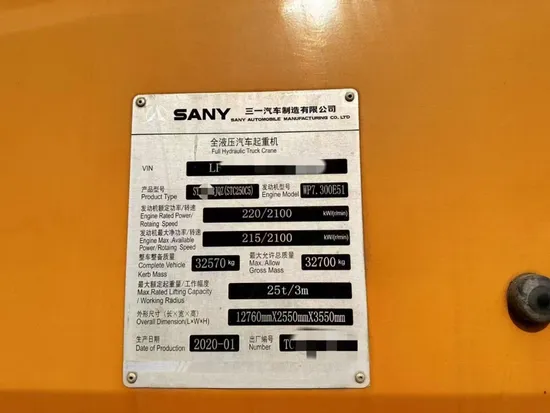 SANY 三一汽车制造有限公司
SANY AUTOMOBILE MANUFACTURING CO., LTD
全液压汽车起重机
Full Hydraulic Truck Crane
VIN LF
产品型号 发动机型号
Product Type (STC250C5) Engine Model WP7.300E51
发动机额定功率/转速
Engine Rated Power/ 220/2100 kW/(r/min)
Rotaing Speed
发动机最大净功率/转速
Engine Max. Available 215/2100 kW/(r/min)
Power/Rotaing Speed
整车整备质量 最大允许总质量
Complete Vehicle 32570 kg Max. Allow 32700 kg
Kerb Mass Gross Mass
最大额定起重量/工作幅度
Max.Rated Lifting Capacity 25t/3m
/ Working Radius
外形尺寸(长×宽×高)
Overall Dimension(L×W×H) 12760mmX2550mmX3550mm
生产日期 出厂编号
Date of Production 2020-01 Number TC